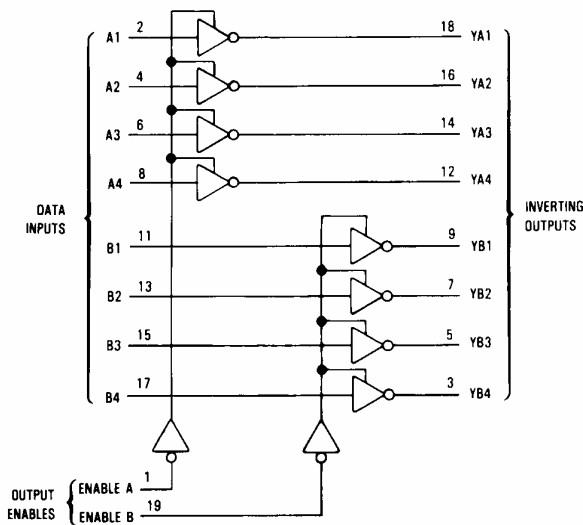 A1 2 18 YA1
A2 4 16 YA2
A3 6 14 YA3
A4 8 12 YA4
DATA
INPUTS
INVERTING
OUTPUTS
B1 11 9 YB1
B2 13 7 YB2
B3 15 5 YB3
B4 17 3 YB4
OUTPUT
ENABLES
ENABLE A 1
ENABLE B 19